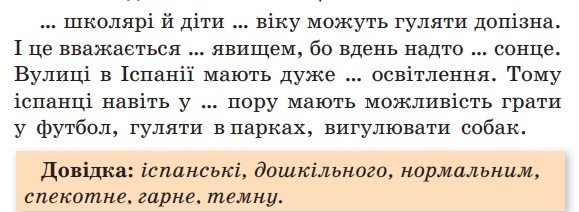 ... школярі й діти ... віку можуть гуляти допізна.
І це вважається ... явищем, бо вдень надто ... сонце.
Вулиці в Іспанії мають дуже ... освітлення. Тому
іспанці навіть у ... пору мають можливість грати
у футбол, гуляти в парках, вигулювати собак.
Довідка: іспанські, дошкільного, нормальним,
спекотне, гарне, темну.